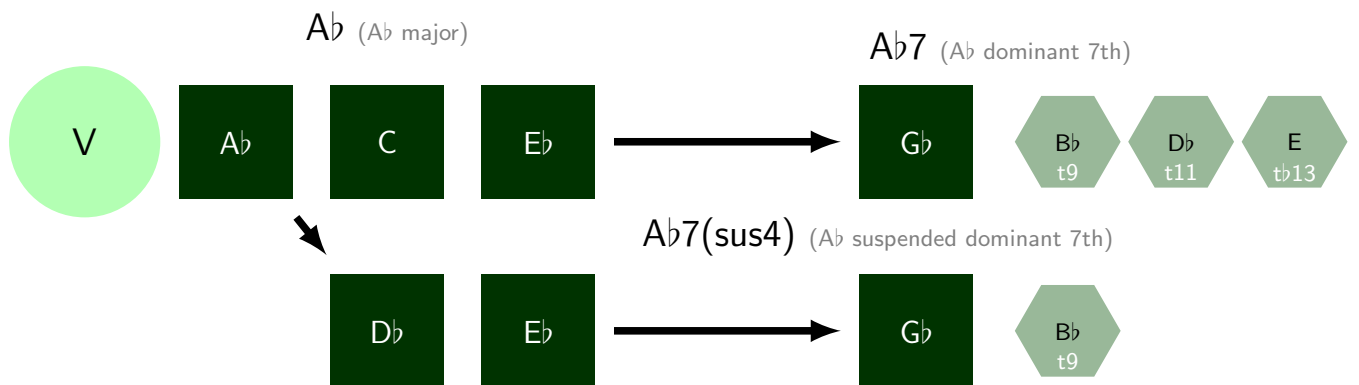 A♭ (A♭ major)
A♭7 (A♭ dominant 7th)
V A♭ C E♭ G♭ B♭ t9 D♭ t11 E t♭13
A♭7(sus4) (A♭ suspended dominant 7th)
D♭ E♭ G♭ B♭ t9